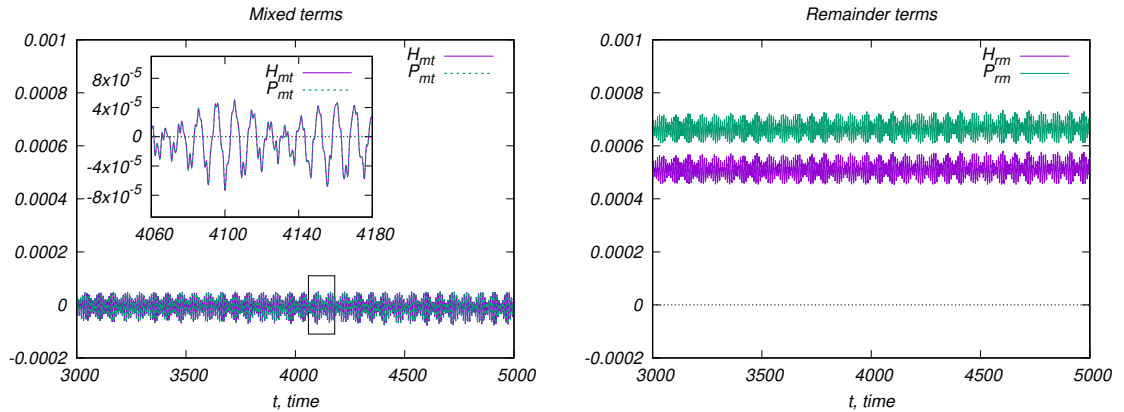 Mixed terms
0.001
0.0008
0.0006
0.0004
0.0002
0
-0.0002
3000 3500 4000 4500 5000
t, time
H_mt
P_mt
8x10^-5
4x10^-5
0
-4x10^-5
-8x10^-5
4060 4100 4140 4180
H_mt
P_mt
Remainder terms
0.001
0.0008
0.0006
0.0004
0.0002
0
-0.0002
3000 3500 4000 4500 5000
t, time
H_rm
P_rm